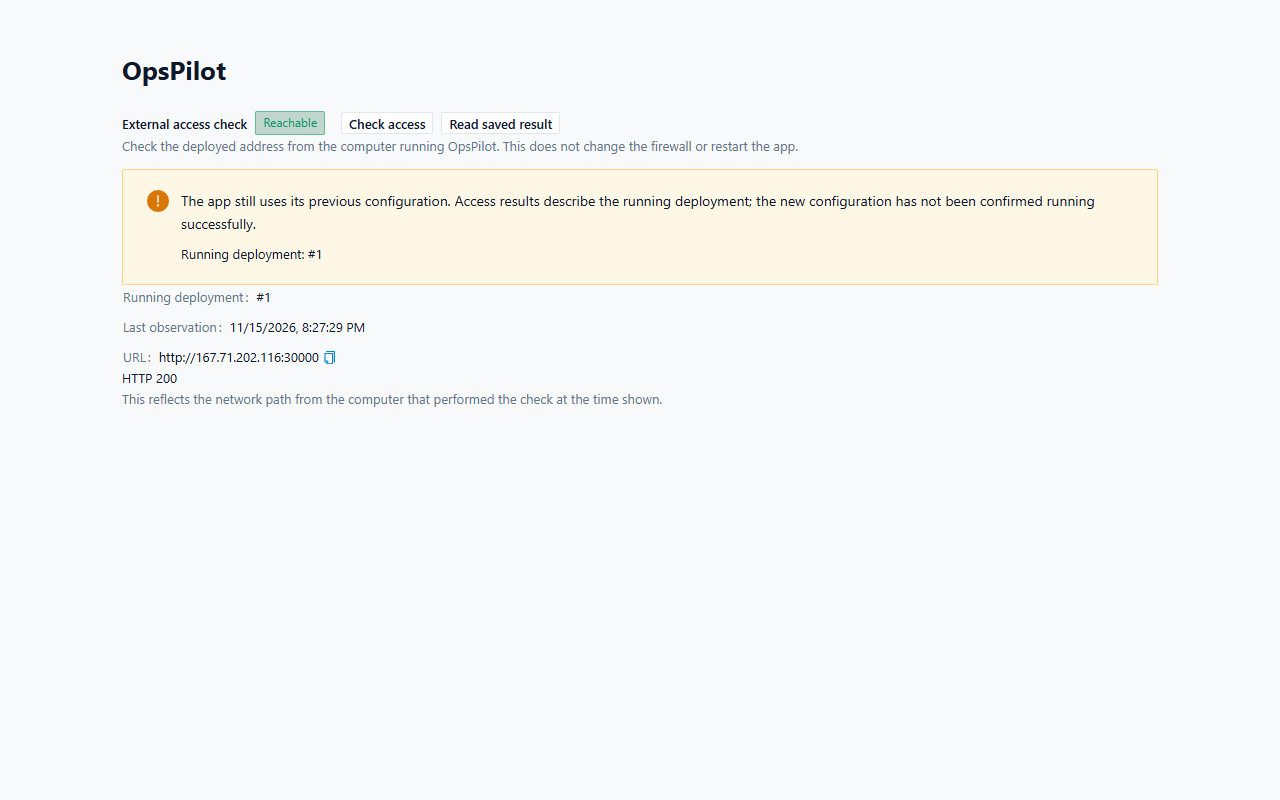 OpsPilot
External access check Reachable Check access Read saved result
Check the deployed address from the computer running OpsPilot. This does not change the firewall or restart the app.
The app still uses its previous configuration. Access results describe the running deployment; the new configuration has not been confirmed running
successfully.
Running deployment: #1
Running deployment: #1
Last observation: 11/15/2026, 8:27:29 PM
URL: http://167.71.202.116:30000
HTTP 200
This reflects the network path from the computer that performed the check at the time shown.